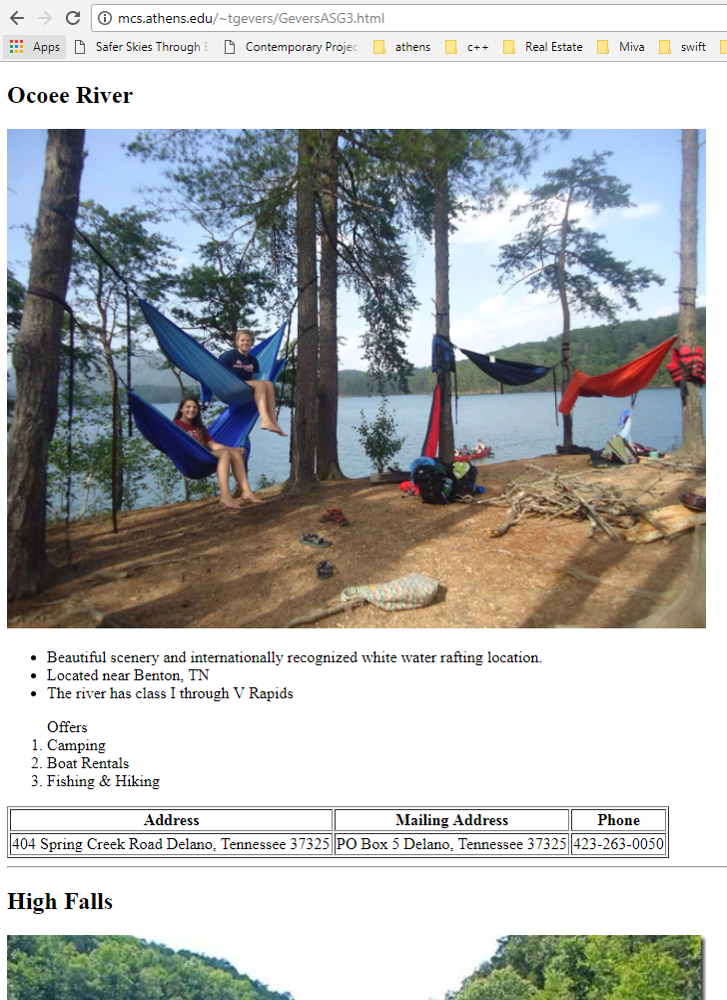 mcs.athens.edu/~tgevers/GeversASG3.html
Apps Safer Skies Through Contemporary Projec athens c++ Real Estate Miva swift
Ocoee River
• Beautiful scenery and internationally recognized white water rafting location.
• Located near Benton, TN
• The river has class I through V Rapids
Offers
1. Camping
2. Boat Rentals
3. Fishing & Hiking
Address Mailing Address Phone
404 Spring Creek Road Delano, Tennessee 37325 PO Box 5 Delano, Tennessee 37325 423-263-0050
High Falls